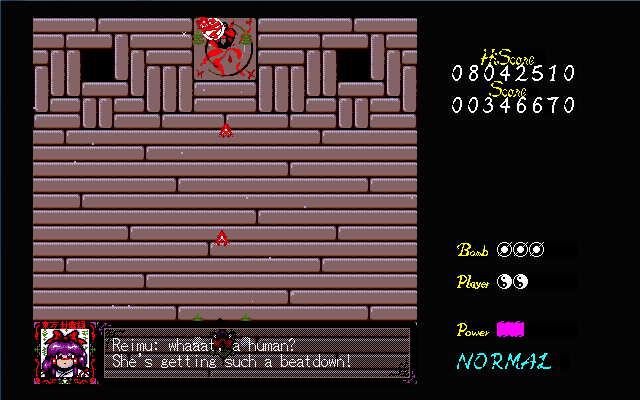 HiScore
08042510
Score
00346670
Bomb
Player
Power
NORMAL
Reimu: whaaat, a human?
She's getting such a beatdown!